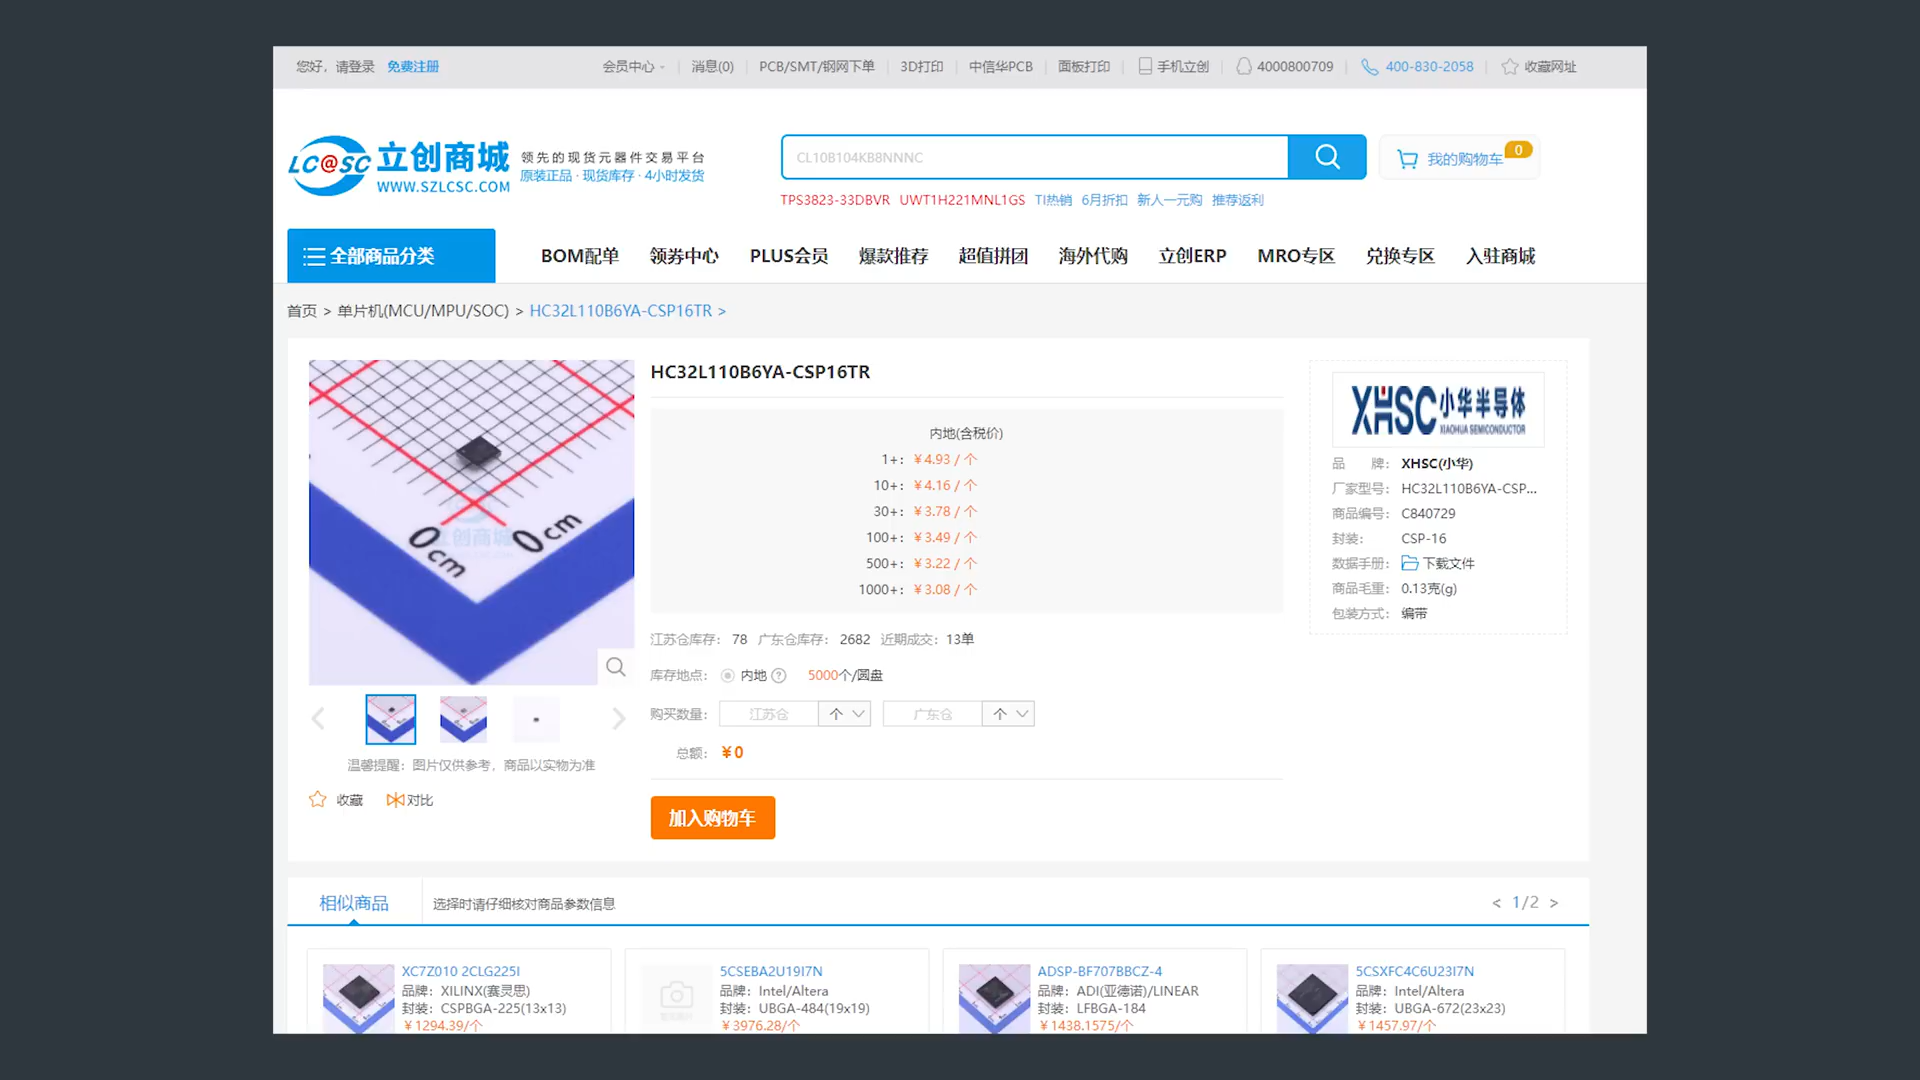 您好，请登录 免费注册
会员中心 消息(0) PCB/SMT/钢网下单 3D打印 中信华PCB 面板打印 手机立创 4000800709 400-830-2058 收藏网址
LC@SC 立创商城
WWW.SZLCSC.COM
领先的现货元器件交易平台
原装正品·现货库存·4小时发货
CL10B104KB8NNNC
我的购物车 0
TPS3823-33DBVR UWT1H221MNL1GS TI热销 6月折扣 新人一元购 推荐返利
全部商品分类 BOM配单 领券中心 PLUS会员 爆款推荐 超值拼团 海外代购 立创ERP MRO专区 兑换专区 入驻商城
首页 > 单片机(MCU/MPU/SOC) > HC32L110B6YA-CSP16TR >
0cm 0cm
立创商城
温馨提醒：图片仅供参考，商品以实物为准
收藏 对比
HC32L110B6YA-CSP16TR
内地(含税价)
1+： ￥4.93 / 个
10+： ￥4.16 / 个
30+： ￥3.78 / 个
100+： ￥3.49 / 个
500+： ￥3.22 / 个
1000+： ￥3.08 / 个
江苏仓库存： 78 广东仓库存： 2682 近期成交： 13单
库存地点： 内地 ? 5000个/圆盘
购买数量： 江苏仓 个 广东仓 个
总额： ￥0
加入购物车
XHSC 小华半导体
XIAOHUA SEMICONDUCTOR
品 牌： XHSC(小华)
厂家型号： HC32L110B6YA-CSP...
商品编号： C840729
封装： CSP-16
数据手册： 下载文件
商品毛重： 0.13克(g)
包装方式： 编带
相似商品 选择时请仔细核对商品参数信息 < 1/2 >
XC7Z010 2CLG225I
品牌：XILINX(赛灵思)
封装：CSPBGA-225(13x13)
￥1294.39/个
5CSEBA2U19I7N
品牌：Intel/Altera
封装：UBGA-484(19x19)
￥3976.28/个
ADSP-BF707BBCZ-4
品牌：ADI(亚德诺)/LINEAR
封装：LFBGA-184
￥1438.1575/个
5CSXFC4C6U23I7N
品牌：Intel/Altera
封装：UBGA-672(23x23)
￥1457.97/个